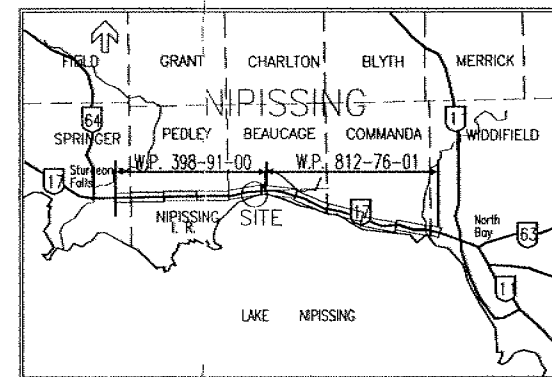 FIELD GRANT CHARLTON BLYTH MERRICK
NIPISSING
64 11
SPRINGER PEDLEY BEAUCAGE COMMANDA WIDDIFIELD
W.P. 398-91-00 W.P. 812-76-01
Sturgeon
Falls
17
NIPISSING
I. R.
SITE
17
North
Bay
63
11
LAKE NIPISSING